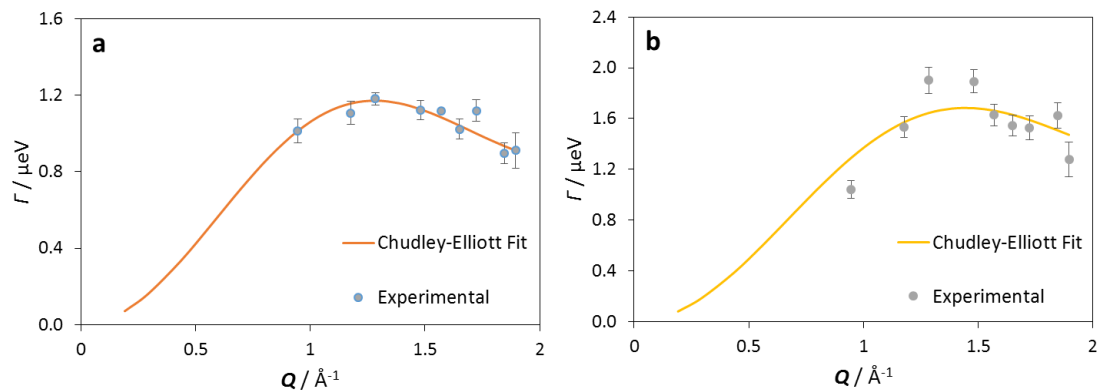 a
1.6
1.2
0.8
0.4
0.0
Γ / μeV
0
0.5
1
1.5
2
Q / Å-1
Chudley-Elliott Fit
Experimental
b
2.4
2.0
1.6
1.2
0.8
0.4
0.0
Γ / μeV
0
0.5
1
1.5
2
Q / Å-1
Chudley-Elliott Fit
Experimental